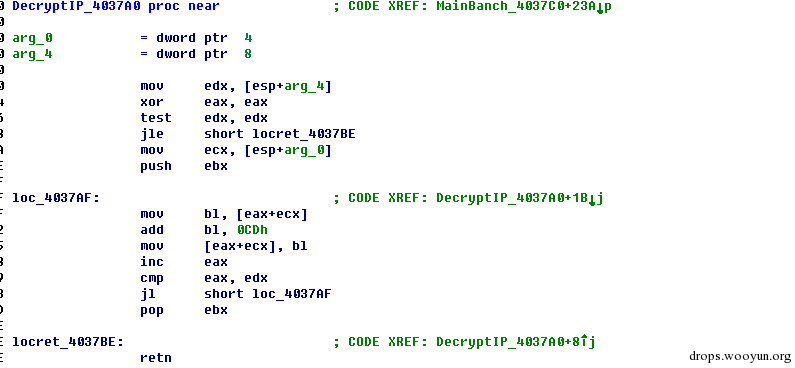 0 DecryptIP_4037A0 proc near ; CODE XREF: MainBanch_4037C0+23A↓p
0
0 arg_0 = dword ptr 4
0 arg_4 = dword ptr 8
0
0 mov edx, [esp+arg_4]
4 xor eax, eax
6 test edx, edx
8 jle short locret_4037BE
A mov ecx, [esp+arg_0]
E push ebx
F
F loc_4037AF: ; CODE XREF: DecryptIP_4037A0+1B↓j
F mov bl, [eax+ecx]
2 add bl, 0CDh
5 mov [eax+ecx], bl
8 inc eax
9 cmp eax, edx
B jl short loc_4037AF
D pop ebx
E
E locret_4037BE: ; CODE XREF: DecryptIP_4037A0+8↑j
E retn
drops.wooyun.org